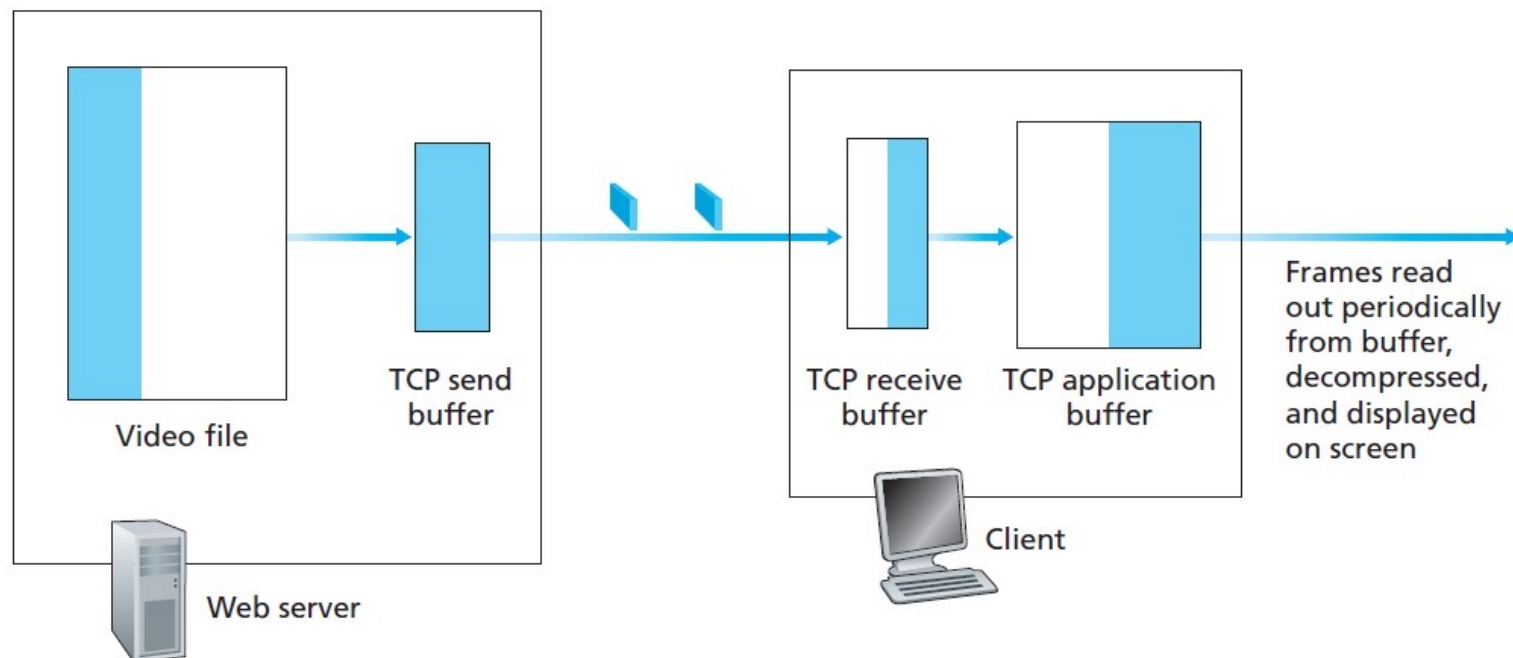 Video file
TCP send
buffer
Web server
TCP receive
buffer
TCP application
buffer
Client
Frames read
out periodically
from buffer,
decompressed,
and displayed
on screen